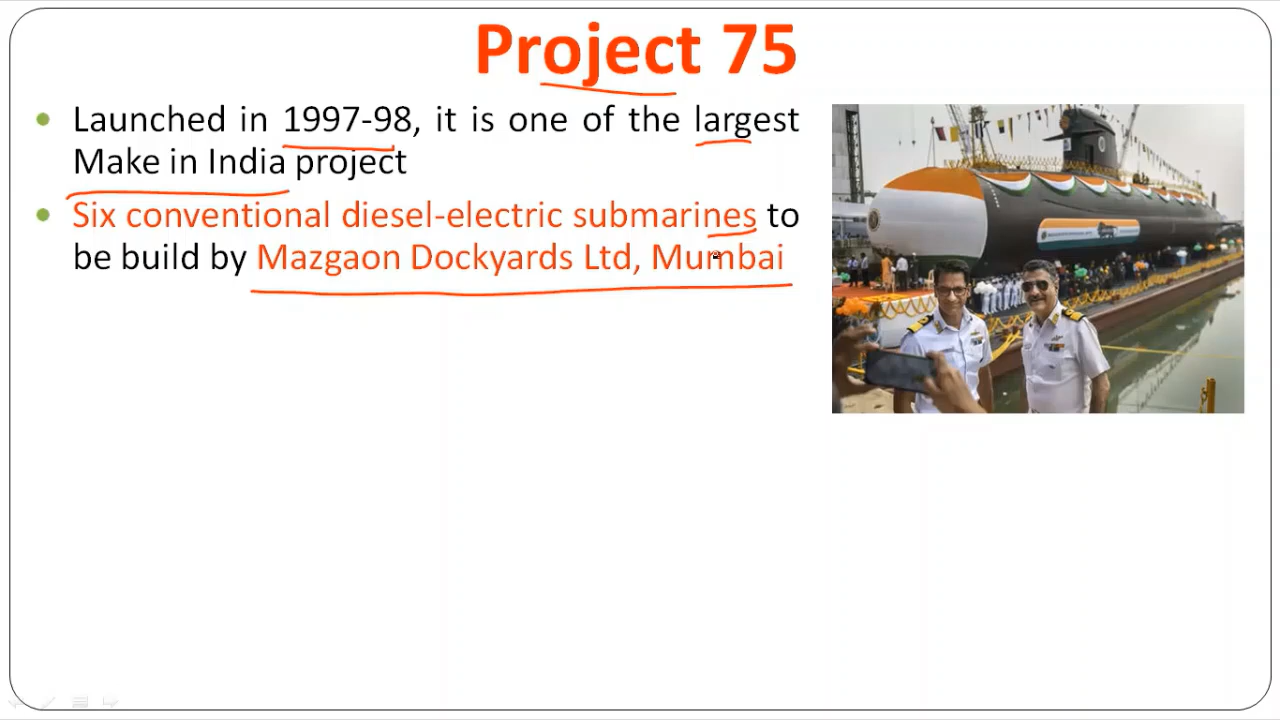 Project 75
Launched in 1997-98, it is one of the largest
Make in India project
Six conventional diesel-electric submarines to
be build by Mazgaon Dockyards Ltd, Mumbai